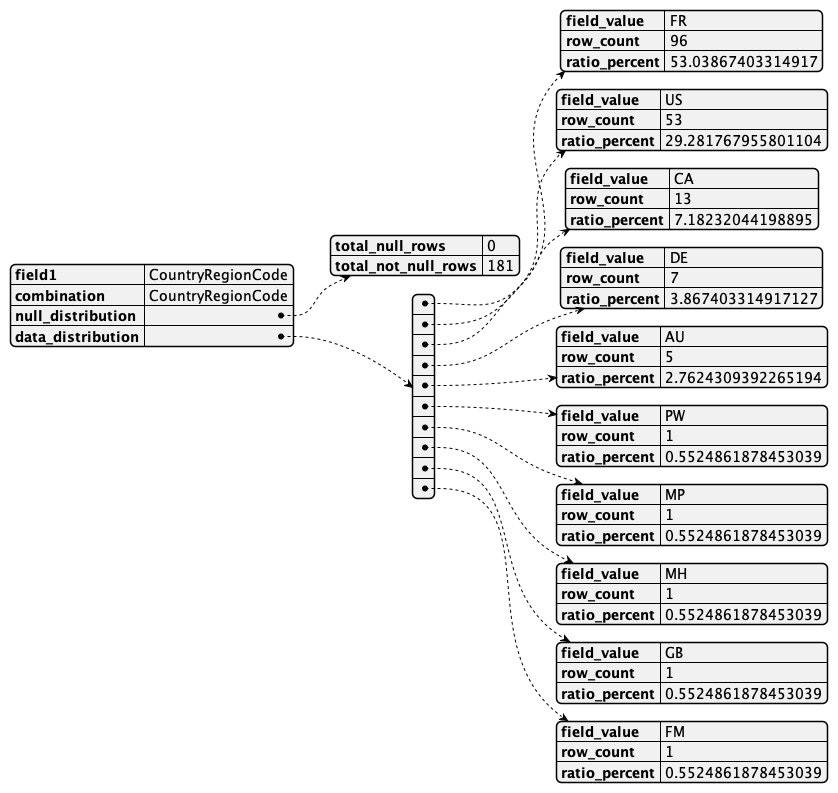 field1 CountryRegionCode
combination CountryRegionCode
null_distribution
data_distribution
total_null_rows 0
total_not_null_rows 181
field_value FR
row_count 96
ratio_percent 53.03867403314917
field_value US
row_count 53
ratio_percent 29.281767955801104
field_value CA
row_count 13
ratio_percent 7.18232044198895
field_value DE
row_count 7
ratio_percent 3.867403314917127
field_value AU
row_count 5
ratio_percent 2.7624309392265194
field_value PW
row_count 1
ratio_percent 0.5524861878453039
field_value MP
row_count 1
ratio_percent 0.5524861878453039
field_value MH
row_count 1
ratio_percent 0.5524861878453039
field_value GB
row_count 1
ratio_percent 0.5524861878453039
field_value FM
row_count 1
ratio_percent 0.5524861878453039